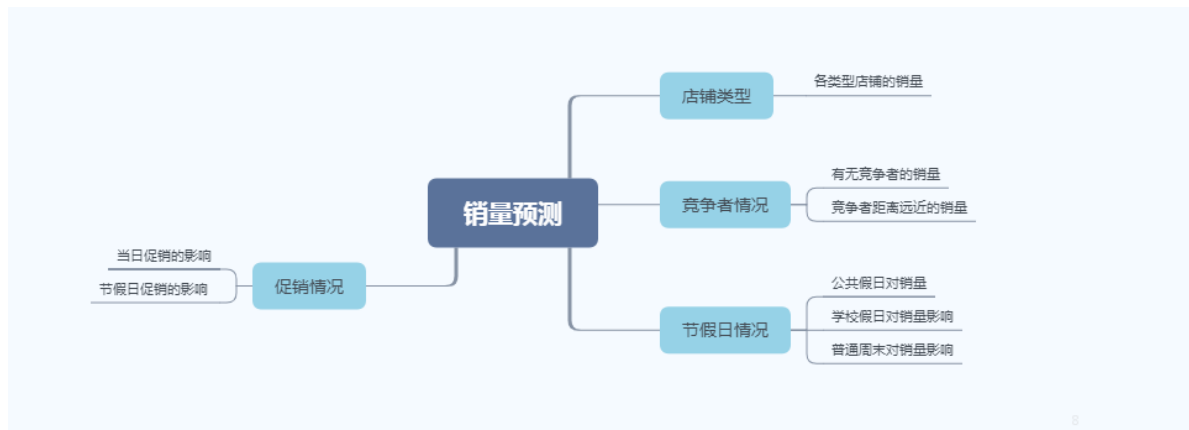 店铺类型
各类型店铺的销量
销量预测
竞争者情况
有无竞争者的销量
竞争者距离远近的销量
当日促销的影响
节假日促销的影响
促销情况
节假日情况
公共假日对销量
学校假日对销量影响
普通周末对销量影响
8